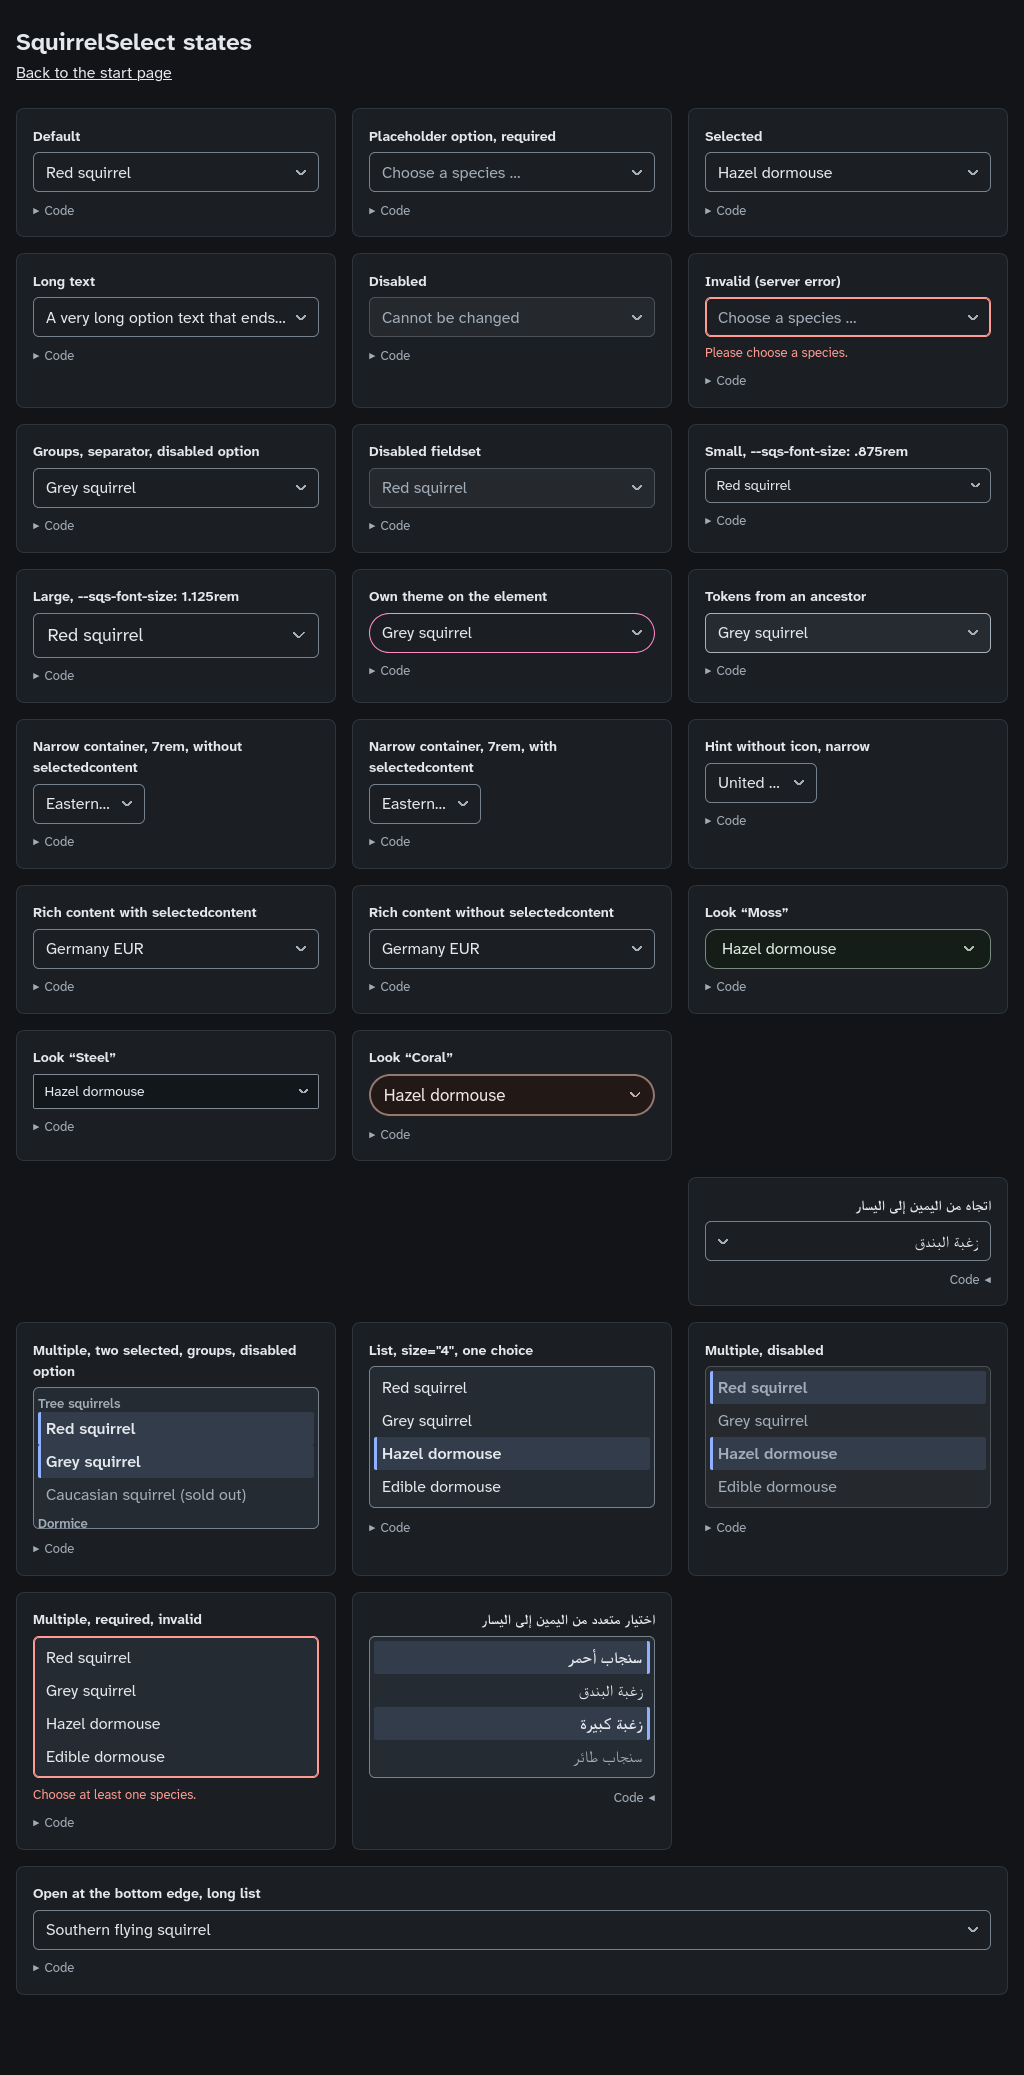 SquirrelSelect states
Back to the start page
Default
Red squirrel
Code
Placeholder option, required
Choose a species ...
Code
Selected
Hazel dormouse
Code
Long text
A very long option text that ends...
Code
Disabled
Cannot be changed
Code
Invalid (server error)
Choose a species ...
Please choose a species.
Code
Groups, separator, disabled option
Grey squirrel
Code
Disabled fieldset
Red squirrel
Code
Small, --sqs-font-size: .875rem
Red squirrel
Code
Large, --sqs-font-size: 1.125rem
Red squirrel
Code
Own theme on the element
Grey squirrel
Code
Tokens from an ancestor
Grey squirrel
Code
Narrow container, 7rem, without
selectedcontent
Eastern...
Code
Narrow container, 7rem, with
selectedcontent
Eastern...
Code
Hint without icon, narrow
United ...
Code
Rich content with selectedcontent
Germany EUR
Code
Rich content without selectedcontent
Germany EUR
Code
Look “Moss”
Hazel dormouse
Code
Look “Steel”
Hazel dormouse
Code
Look “Coral”
Hazel dormouse
Code
اتجاه من اليمين إلى اليسار
زغبة البندق
Code
Multiple, two selected, groups, disabled
option
Tree squirrels
Red squirrel
Grey squirrel
Caucasian squirrel (sold out)
Dormice
Code
List, size="4", one choice
Red squirrel
Grey squirrel
Hazel dormouse
Edible dormouse
Code
Multiple, disabled
Red squirrel
Grey squirrel
Hazel dormouse
Edible dormouse
Code
Multiple, required, invalid
Red squirrel
Grey squirrel
Hazel dormouse
Edible dormouse
Choose at least one species.
Code
اختيار متعدد من اليمين إلى اليسار
سنجاب أحمر
زغبة البندق
زغبة كبيرة
سنجاب طائر
Code
Open at the bottom edge, long list
Southern flying squirrel
Code